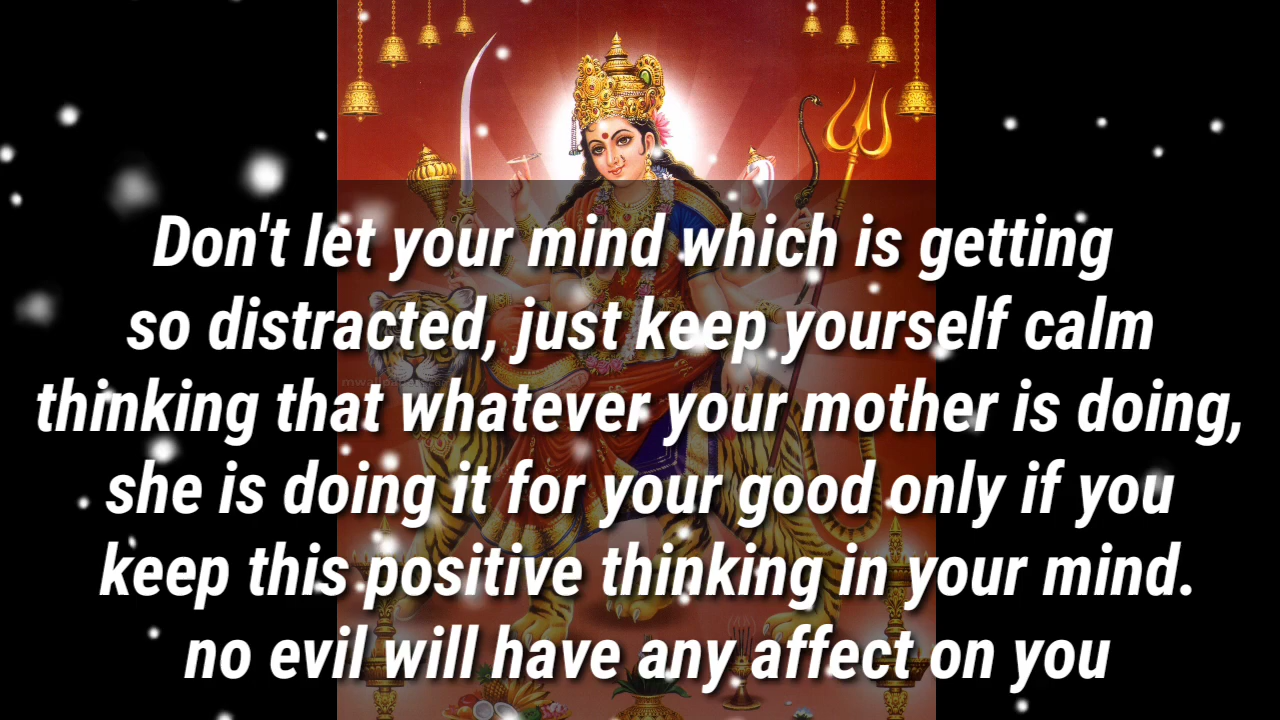 Don't let your mind which is getting
so distracted, just keep yourself calm
thinking that whatever your mother is doing,
she is doing it for your good only if you
keep this positive thinking in your mind.
no evil will have any affect on you